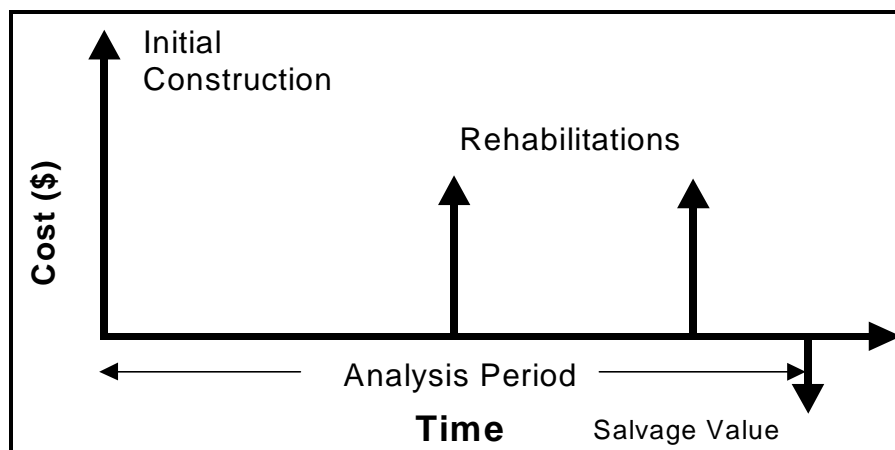 Initial
Construction
Rehabilitations
Cost ($)
Analysis Period
Time
Salvage Value